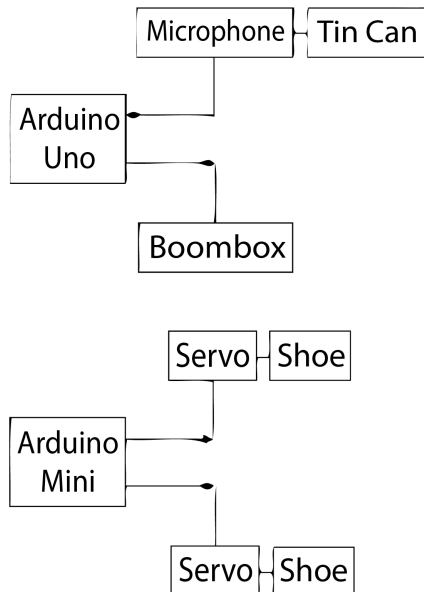 Microphone
Tin Can
Arduino
Uno
Boombox
Servo
Shoe
Arduino
Mini
Servo
Shoe